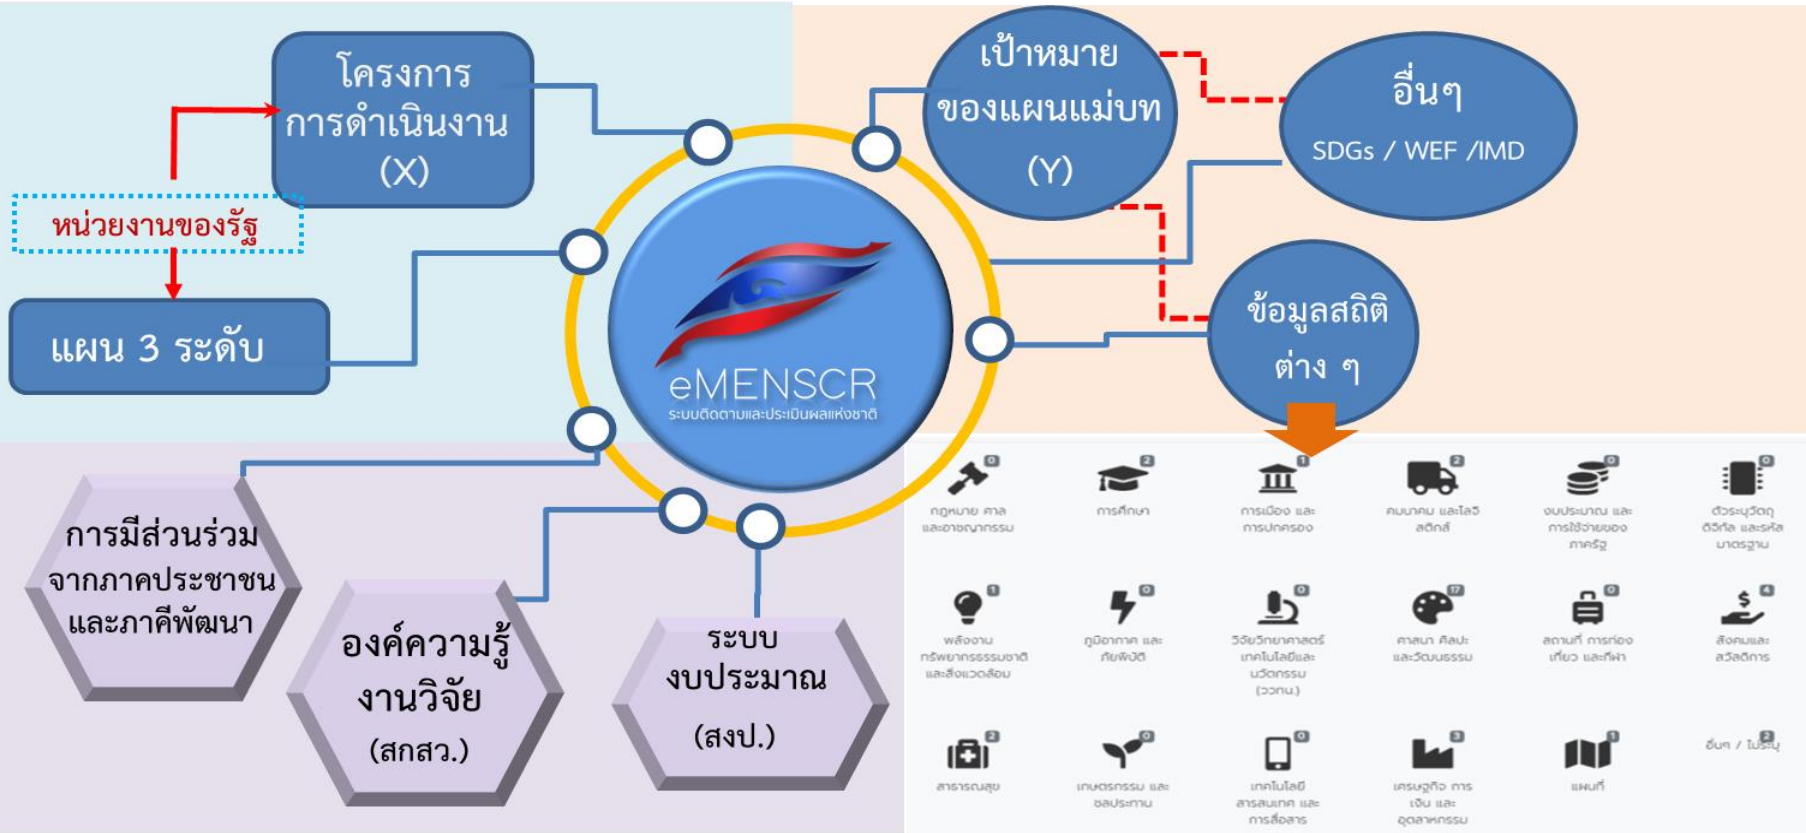 โครงการ
การดำเนินงาน
(X)
หน่วยงานของรัฐ
แผน 3 ระดับ
เป้าหมาย
ของแผนแม่บท
(Y)
อื่นๆ
SDGs / WEF /IMD
ข้อมูลสถิติ
ต่าง ๆ
eMENSCR
ระบบติดตามและประเมินผลแห่งชาติ
การมีส่วนร่วม
จากภาคประชาชน
และภาคีพัฒนา
องค์ความรู้
งานวิจัย
(สกสว.)
ระบบ
งบประมาณ
(สงป.)
0
กฎหมาย ศาล
และอาชญากรรม
2
การศึกษา
1
การเมือง และ
การปกครอง
2
คมนาคม และโลจิ
สติกส์
0
งบประมาณ และ
การใช้จ่ายของ
ภาครัฐ
0
ตัวระบุวัตถุ
ดิจิทัล และรหัส
มาตรฐาน
1
พลังงาน
ทรัพยากรธรรมชาติ
และสิ่งแวดล้อม
0
ภูมิอากาศ และ
ภัยพิบัติ
0
วิจัยวิทยาศาสตร์
เทคโนโลยีและ
นวัตกรรม
(ววทน.)
17
ศาสนา ศิลปะ
และวัฒนธรรม
0
สถานที่ การท่อง
เที่ยว และกีฬา
4
สังคมและ
สวัสดิการ
2
สาธารณสุข
0
เกษตรกรรม และ
ชลประทาน
0
เทคโนโลยี
สารสนเทศ และ
การสื่อสาร
3
เศรษฐกิจ การ
เงิน และ
อุตสาหกรรม
1
แผนที่
2
อื่นๆ / ไม่ระบุ